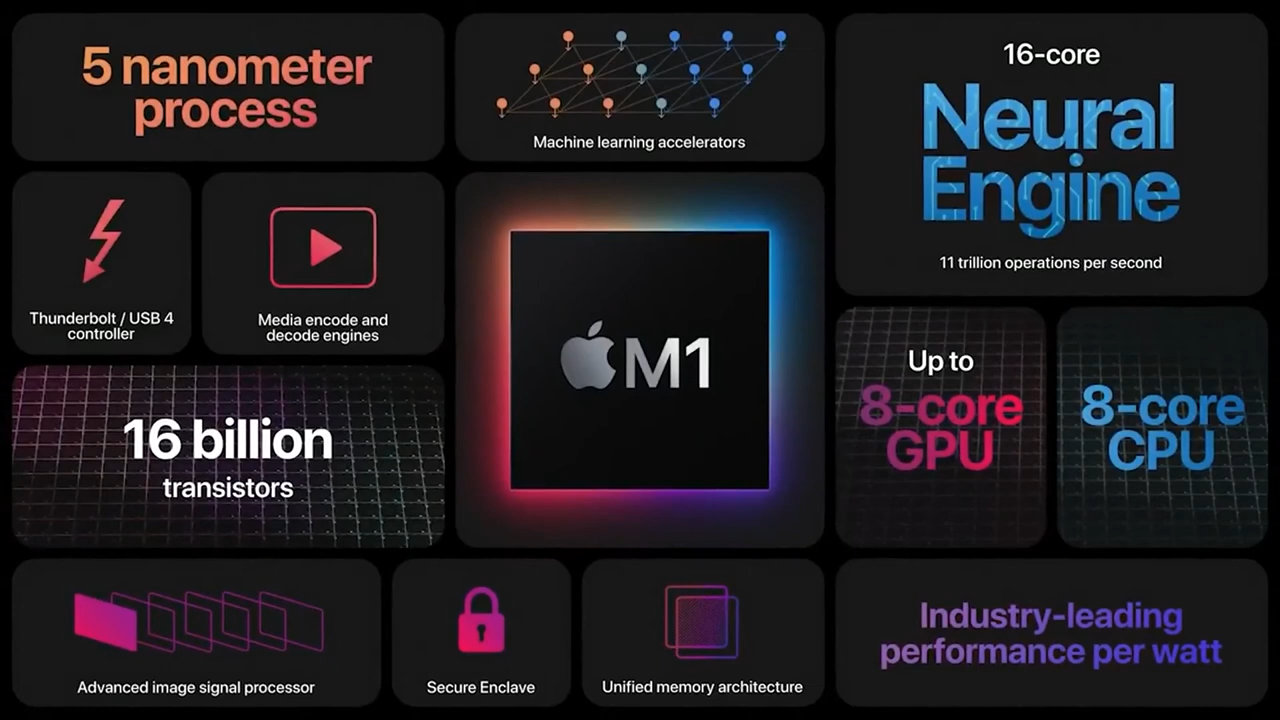 5 nanometer
process
Machine learning accelerators
16-core
Neural
Engine
11 trillion operations per second
Thunderbolt / USB 4
controller
Media encode and
decode engines
M1
Up to
8-core
GPU
8-core
CPU
16 billion
transistors
Advanced image signal processor
Secure Enclave
Unified memory architecture
Industry-leading
performance per watt